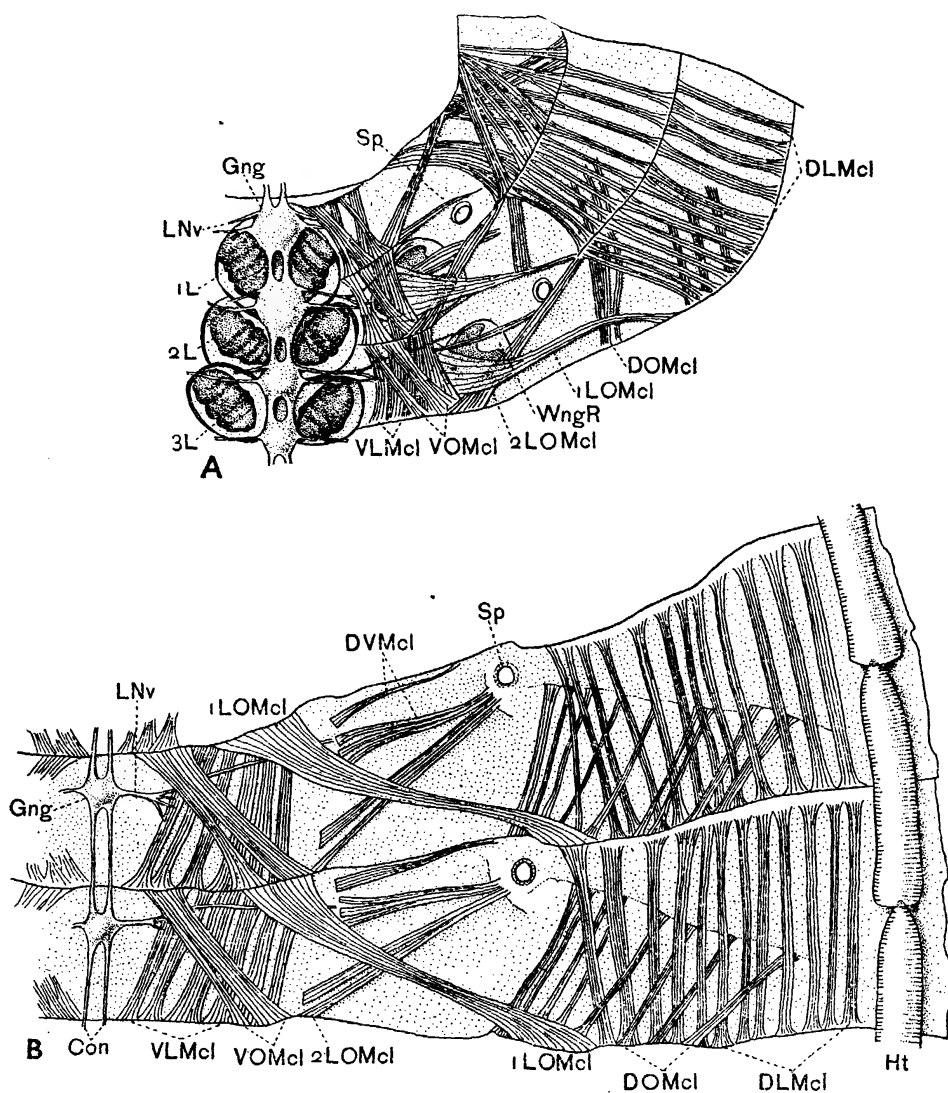 Sp
Gng
DLMcl
LNv
1L
2L
DOMcl
1LOMcl
WngR
3L
VLMcl VOMcl 2LOMcl
A
Sp
DVMcl
LNv
1LOMcl
Gng
B
Con
VLMcl
VOMcl 2LOMcl
1LOMcl
DOMcl
DLMcl
Ht